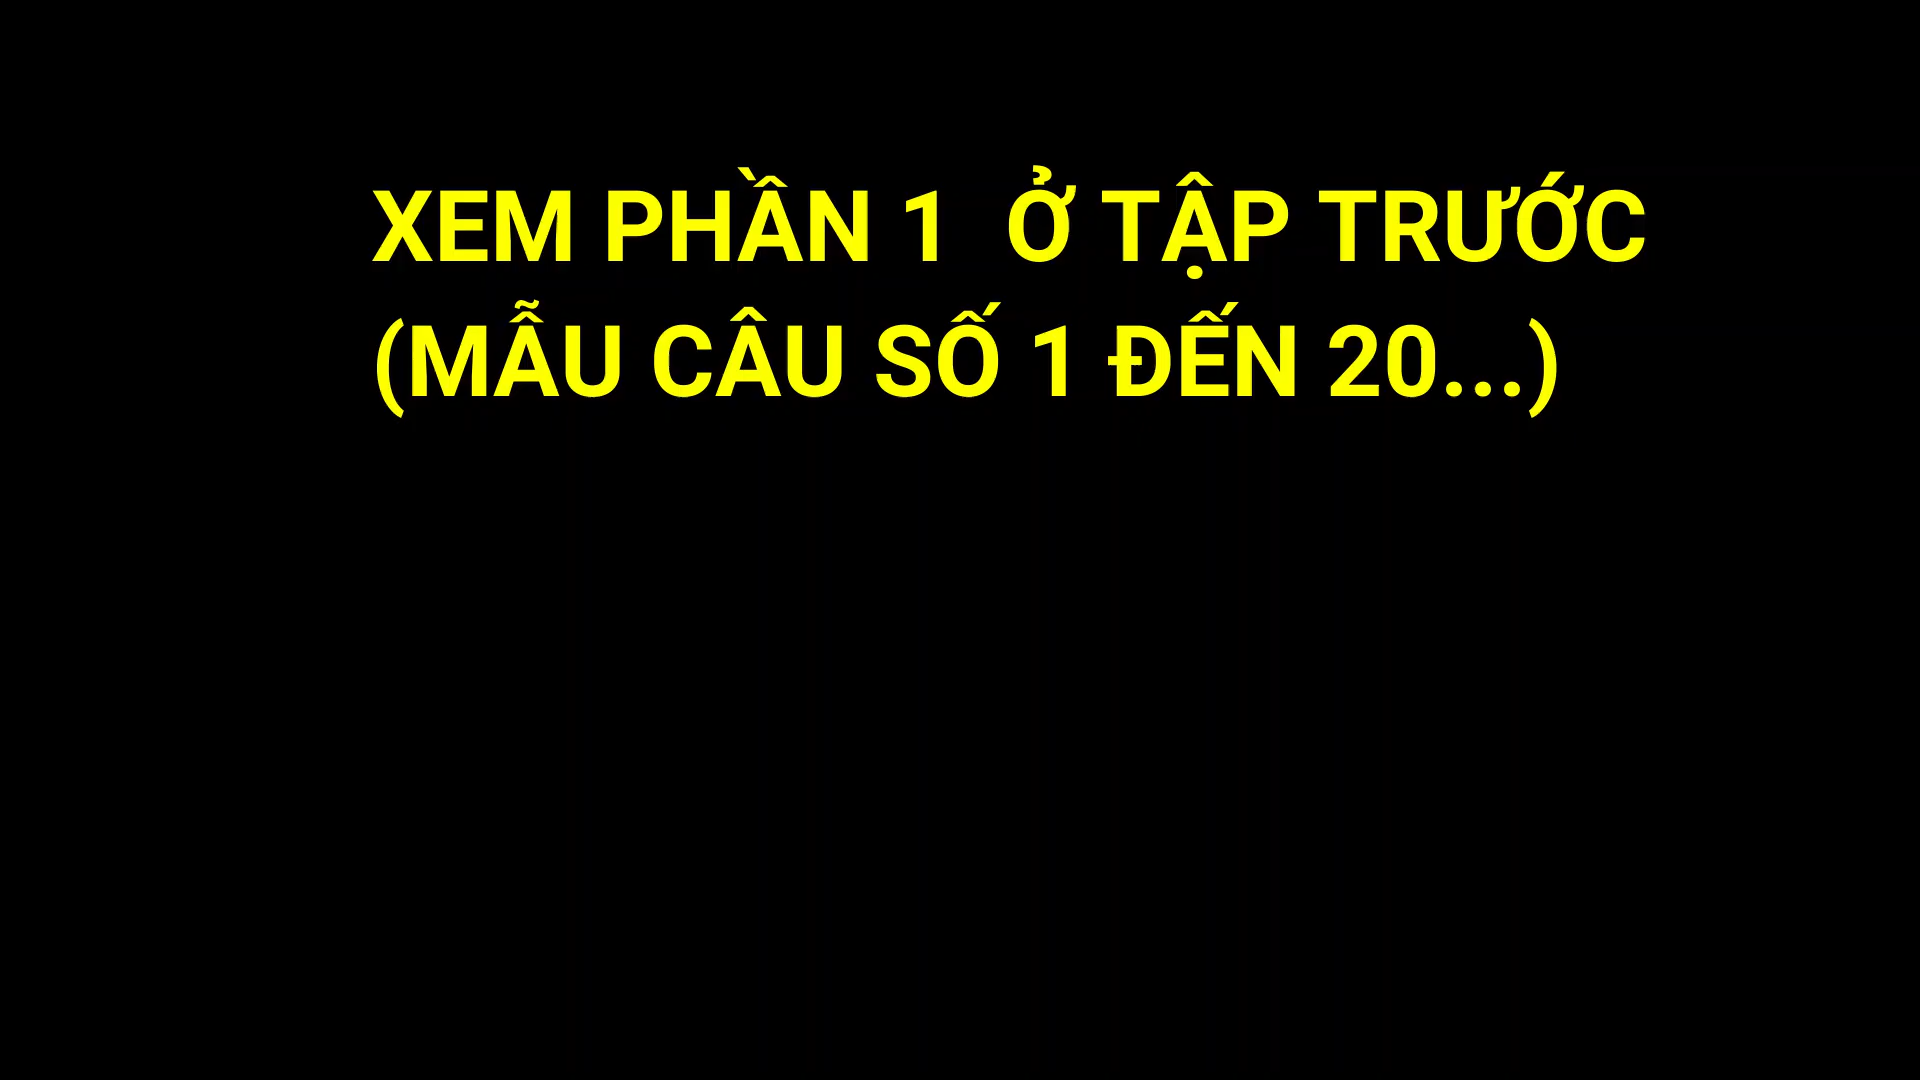 XEM PHẦN 1  Ở TẬP TRƯỚC
(MẪU CÂU SỐ 1 ĐẾN 20...)